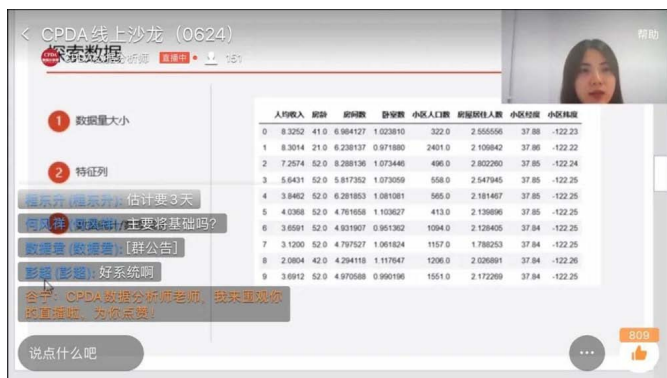 CPDA线上沙龙（0624）
帮助
探索数据
直播中
151
1 数据量大小
2 特征列
人均收入 房龄 房间数 卧室数 小区人口数 房屋居住人数 小区经度 小区纬度
0 8.3252 41.0 6.984127 1.023810 322.0 2.555556 37.88 -122.23
1 8.3014 21.0 6.238137 0.971880 2401.0 2.109842 37.86 -122.22
2 7.2574 52.0 8.288136 1.073446 496.0 2.802260 37.85 -122.24
3 5.6431 52.0 5.817352 1.073059 558.0 2.547945 37.85 -122.25
4 3.8462 52.0 6.281853 1.081081 565.0 2.181467 37.85 -122.25
5 4.0368 52.0 4.761658 1.103627 413.0 2.139896 37.85 -122.25
6 3.6591 52.0 4.931907 0.951362 1094.0 2.128405 37.84 -122.25
7 3.1200 52.0 4.797527 1.061824 1157.0 1.788253 37.84 -122.25
8 2.0804 42.0 4.294118 1.117647 1206.0 2.026891 37.84 -122.26
9 3.6912 52.0 4.970588 0.990196 1551.0 2.172269 37.84 -122.25
程东升 (程东升): 估计要3天
主要将基础吗?
数据君 (数据君): [群公告]
彭超 (彭超): 好系统啊
CPDA数据分析师老师，我来围观你
的直播啦，为你点赞！
说点什么吧
809